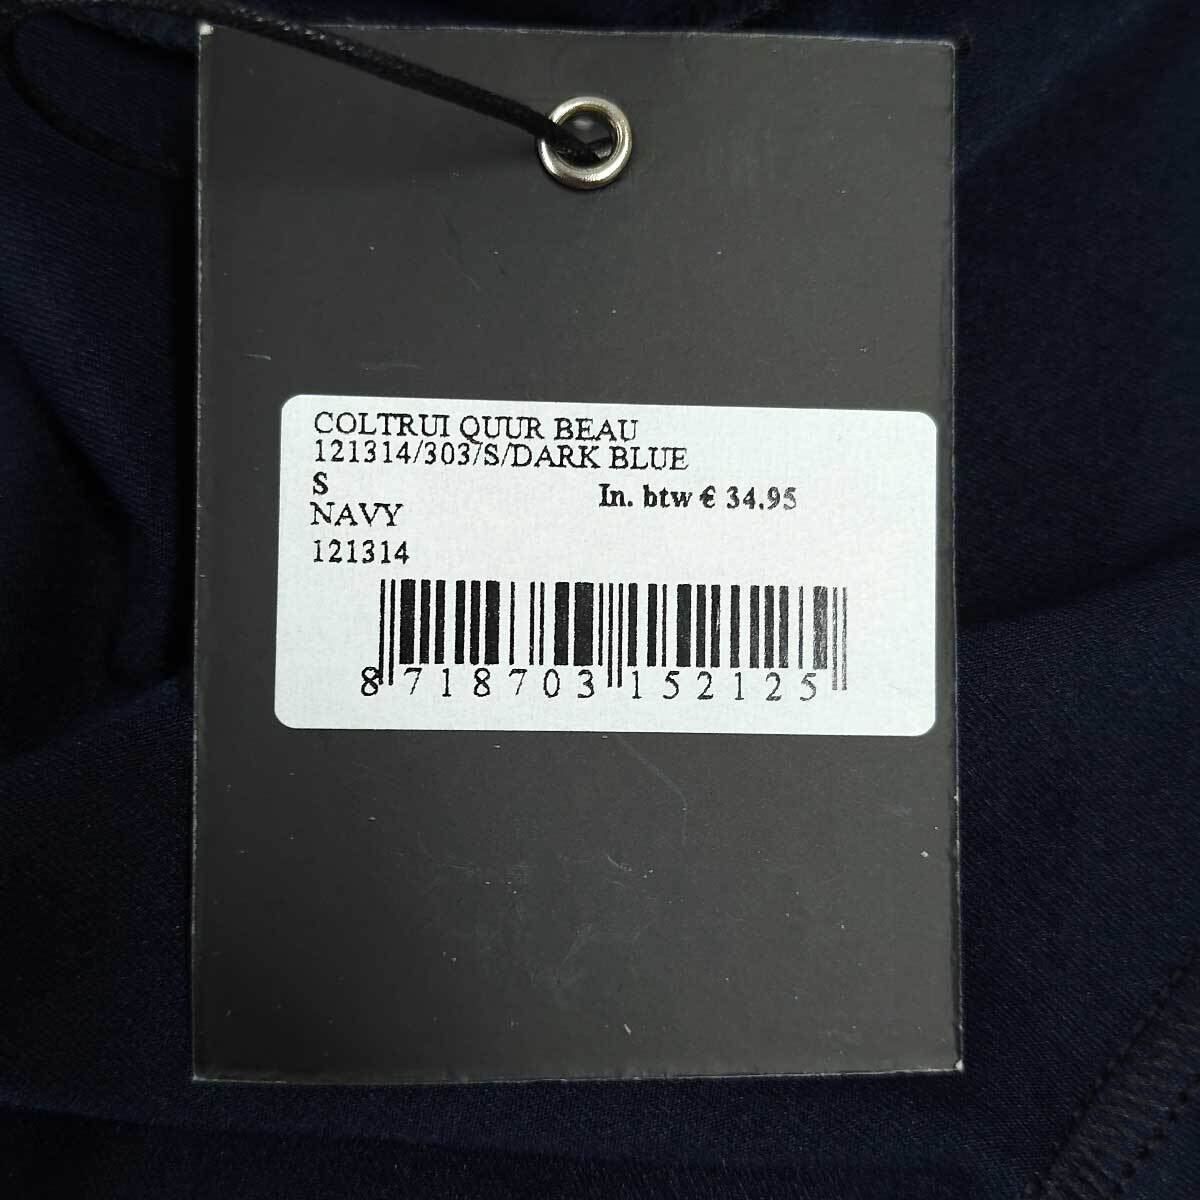 COLTRUI QUUR BEAU
121314/303/S/DARK BLUE
S
In. btw € 34.95
NAVY
121314
8 718703 152125